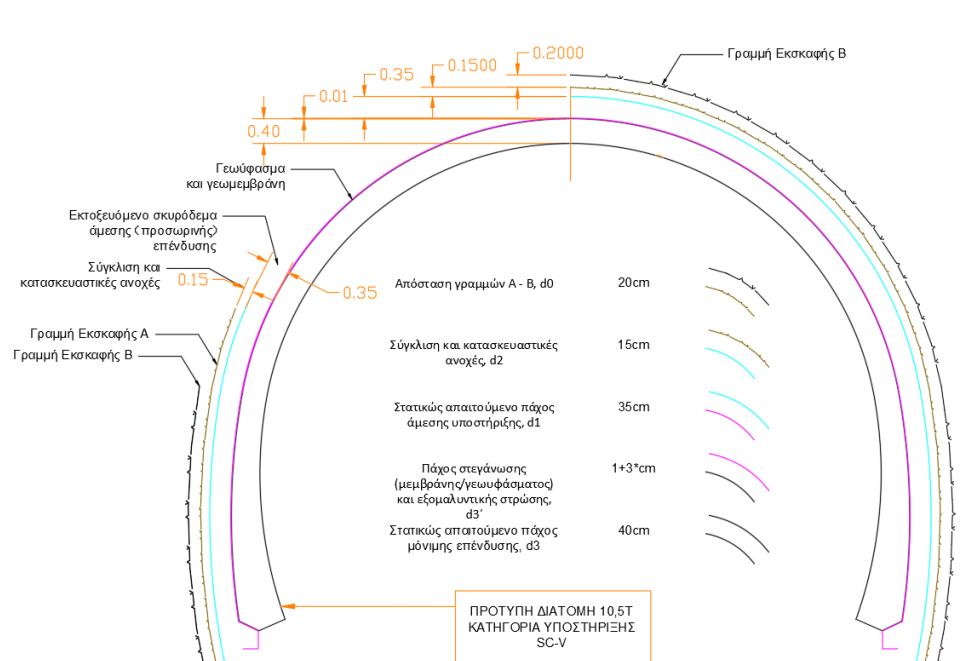 0.2000
Γραμμή Εκσκαφής Β
0.1500
0.35
0.01
0.40
Γεωύφασμα
και γεωμεμβράνη
Εκτοξευόμενο σκυρόδεμα
άμεσης (προσωρινής)
επένδυσης
Σύγκλιση και
κατασκευαστικές ανοχές
0.15
0.35
Γραμμή Εκσκαφής Α
Γραμμή Εκσκαφής Β
Απόσταση γραμμών Α - Β, d0 20cm
Σύγκλιση και κατασκευαστικές 15cm
ανοχές, d2
Στατικώς απαιτούμενο πάχος 35cm
άμεσης υποστήριξης, d1
Πάχος στεγάνωσης 1+3*cm
(μεμβράνης/γεωυφάσματος)
και εξομαλυντικής στρώσης,
d3΄
Στατικώς απαιτούμενο πάχος 40cm
μόνιμης επένδυσης, d3
ΠΡΟΤΥΠΗ ΔΙΑΤΟΜΗ 10,5Τ
ΚΑΤΗΓΟΡΙΑ ΥΠΟΣΤΗΡΙΞΗΣ
SC-V